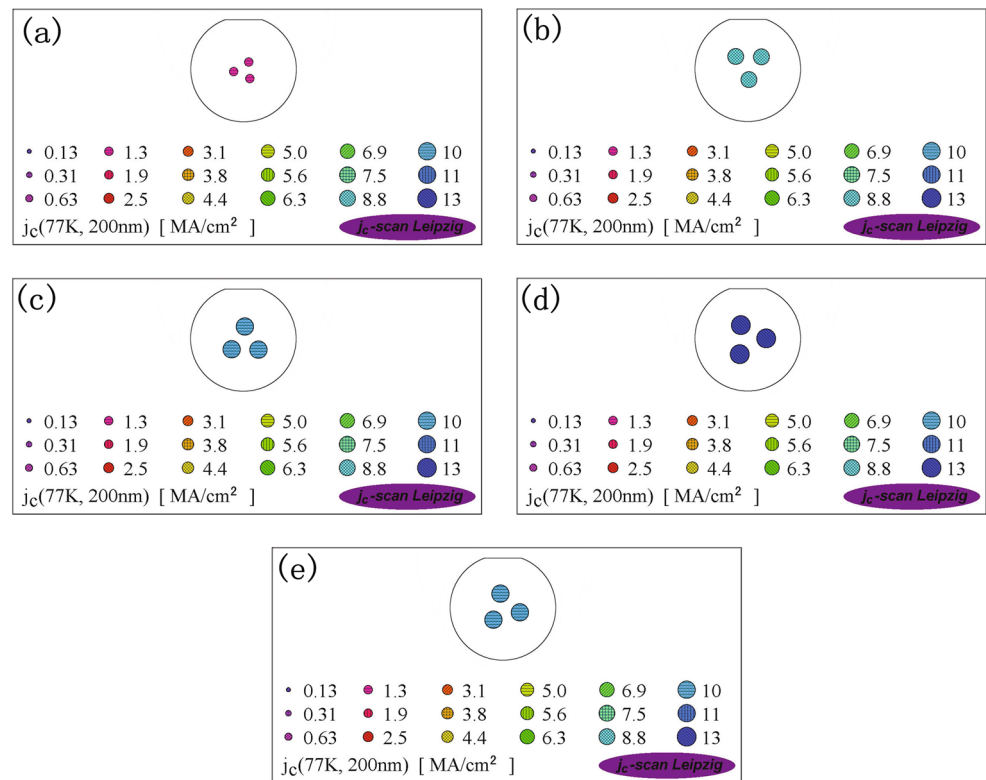 (a)
0.13 1.3 3.1 5.0 6.9 10
0.31 1.9 3.8 5.6 7.5 11
0.63 2.5 4.4 6.3 8.8 13
jc(77K, 200nm) [ MA/cm² ] jc-scan Leipzig
(b)
0.13 1.3 3.1 5.0 6.9 10
0.31 1.9 3.8 5.6 7.5 11
0.63 2.5 4.4 6.3 8.8 13
jc(77K, 200nm) [ MA/cm² ] jc-scan Leipzig
(c)
0.13 1.3 3.1 5.0 6.9 10
0.31 1.9 3.8 5.6 7.5 11
0.63 2.5 4.4 6.3 8.8 13
jc(77K, 200nm) [ MA/cm² ] jc-scan Leipzig
(d)
0.13 1.3 3.1 5.0 6.9 10
0.31 1.9 3.8 5.6 7.5 11
0.63 2.5 4.4 6.3 8.8 13
jc(77K, 200nm) [ MA/cm² ] jc-scan Leipzig
(e)
0.13 1.3 3.1 5.0 6.9 10
0.31 1.9 3.8 5.6 7.5 11
0.63 2.5 4.4 6.3 8.8 13
jc(77K, 200nm) [ MA/cm² ] jc-scan Leipzig